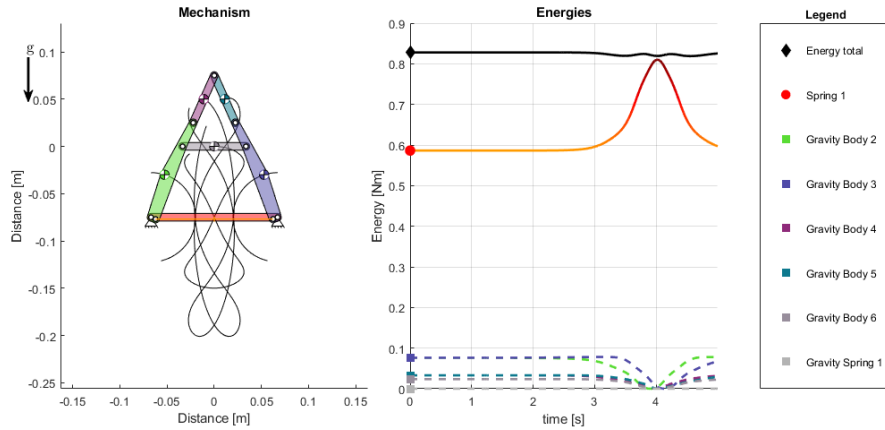 Mechanism
Energies
Legend
g
0.1
0.05
0
-0.05
-0.1
-0.15
-0.2
-0.25
Distance [m]
-0.15
-0.1
-0.05
0
0.05
0.1
0.15
Distance [m]
0.9
0.8
0.7
0.6
0.5
0.4
0.3
0.2
0.1
0
Energy [Nm]
0
1
2
3
4
time [s]
Energy total
Spring 1
Gravity Body 2
Gravity Body 3
Gravity Body 4
Gravity Body 5
Gravity Body 6
Gravity Spring 1